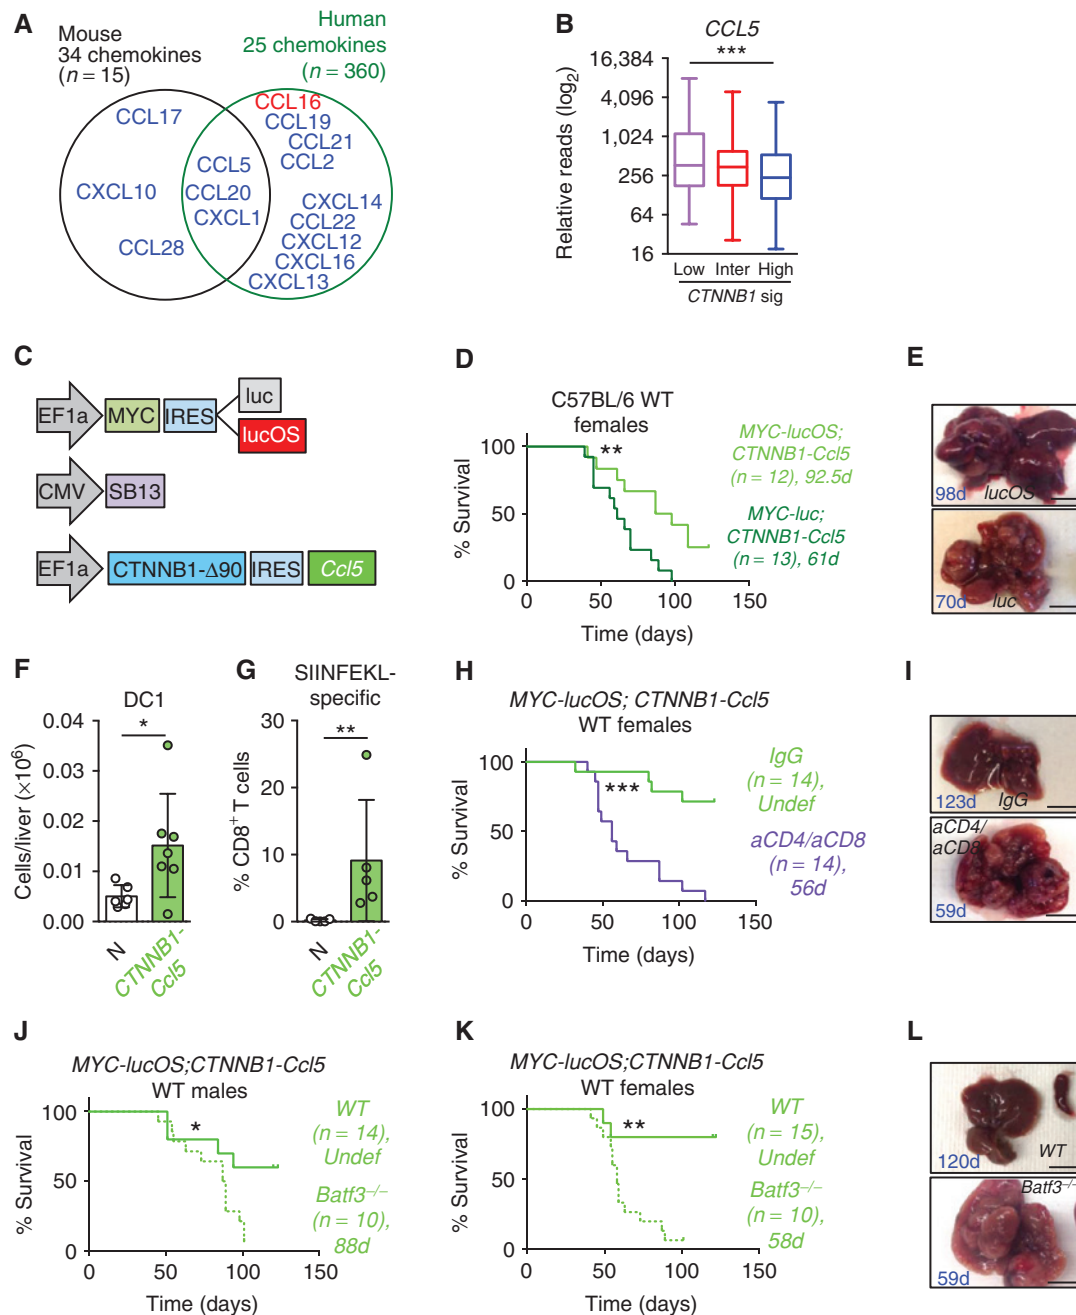 A
Mouse
34 chemokines
(n = 15)
Human
25 chemokines
(n = 360)
CCL17
CXCL10
CCL28
CCL5
CCL20
CXCL1
CCL16
CCL19
CCL21
CCL2
CXCL14
CCL22
CXCL12
CXCL16
CXCL13
B
CCL5
***
Relative reads (log₂)
16,384
4,096
1,024
256
64
16
Low Inter High
CTNNB1 sig
C
EF1a MYC IRES luc
lucOS
CMV SB13
EF1a CTNNB1-Δ90 IRES Ccl5
D
C57BL/6 WT
females
% Survival
100
50
0
**
MYC-lucOS;
CTNNB1-Ccl5
(n = 12), 92.5d
MYC-luc;
CTNNB1-Ccl5
(n = 13), 61d
0 50 100 150
Time (days)
E
98d lucOS
70d luc
F
DC1
*
Cells/liver (×10⁶)
0.04
0.03
0.02
0.01
0.00
N
CTNNB1-
Ccl5
G
SIINFEKL-
specific
**
% CD8⁺ T cells
30
20
10
0
N
CTNNB1-
Ccl5
H
MYC-lucOS; CTNNB1-Ccl5
WT females
% Survival
100
50
0
***
IgG
(n = 14),
Undef
aCD4/aCD8
(n = 14),
56d
0 50 100 150
Time (days)
I
123d IgG
aCD4/
aCD8
59d
J
MYC-lucOS;CTNNB1-Ccl5
WT males
% Survival
100
50
0
*
WT
(n = 14),
Undef
Batf3⁻/⁻
(n = 10),
88d
0 50 100 150
Time (days)
K
MYC-lucOS;CTNNB1-Ccl5
WT females
% Survival
100
50
0
**
WT
(n = 15),
Undef
Batf3⁻/⁻
(n = 10),
58d
0 50 100 150
Time (days)
L
120d WT
Batf3⁻/⁻
59d